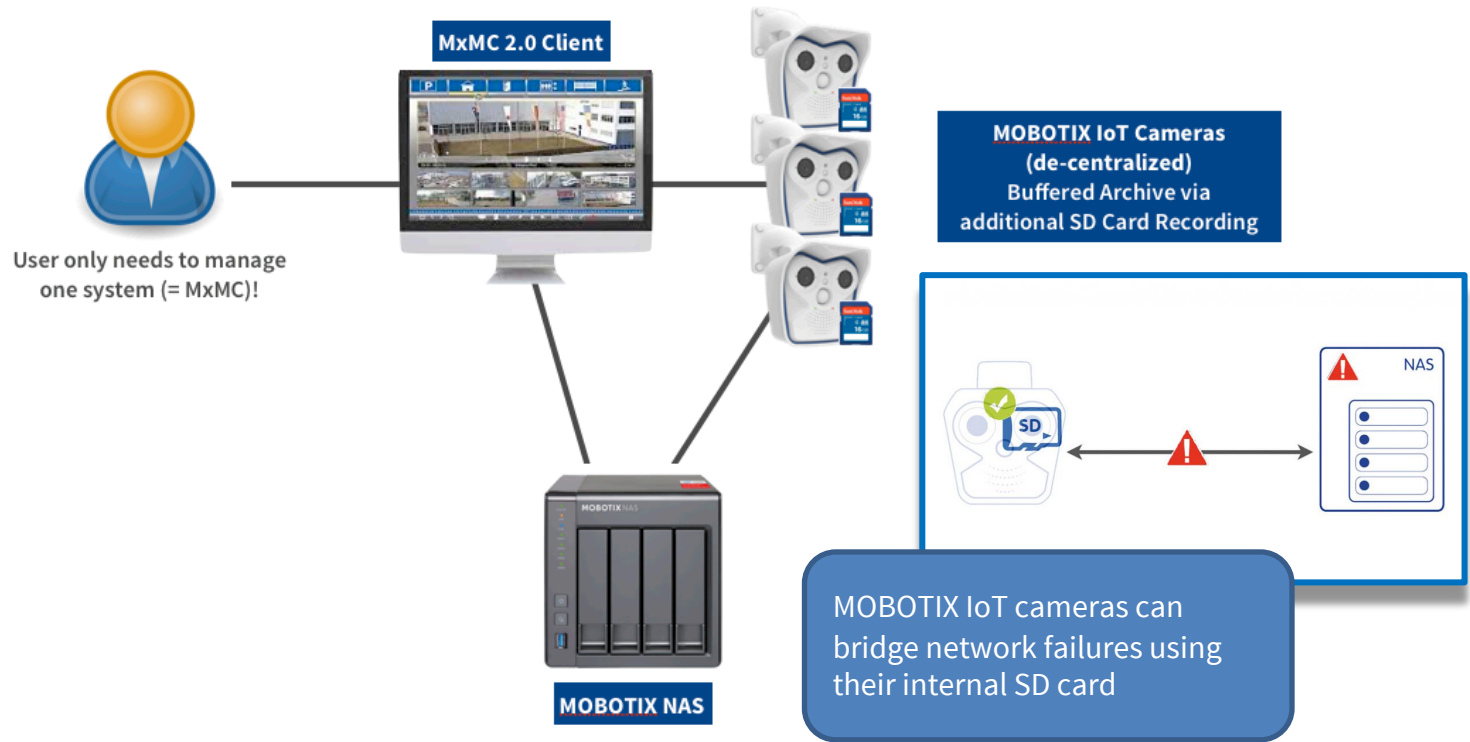 MxMC 2.0 Client
User only needs to manage
one system (= MxMC)!
MOBOTIX IoT Cameras
(de-centralized)
Buffered Archive via
additional SD Card Recording
SD
NAS
MOBOTIX NAS
MOBOTIX NAS
MOBOTIX IoT cameras can
bridge network failures using
their internal SD card